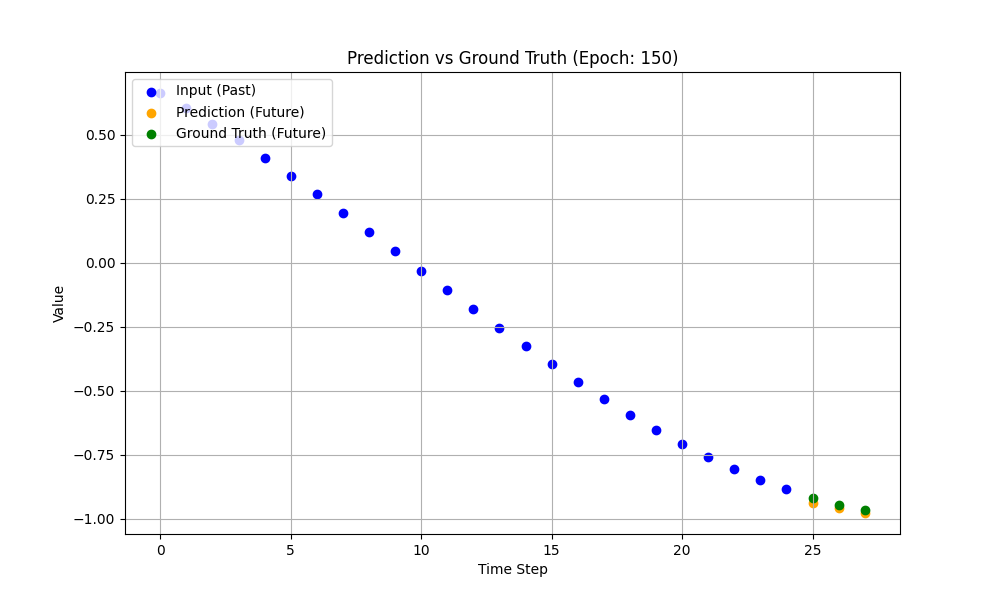 Prediction vs Ground Truth (Epoch: 150)
Input (Past)
Prediction (Future)
Ground Truth (Future)
Value
0.50
0.25
0.00
−0.25
−0.50
−0.75
−1.00
0 5 10 15 20 25
Time Step